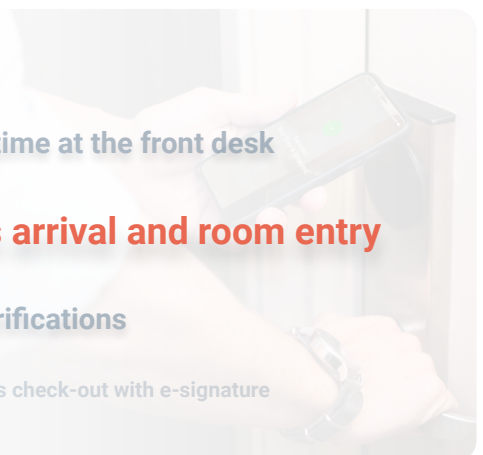 time at the front desk
s arrival and room entry
rifications
s check-out with e-signature